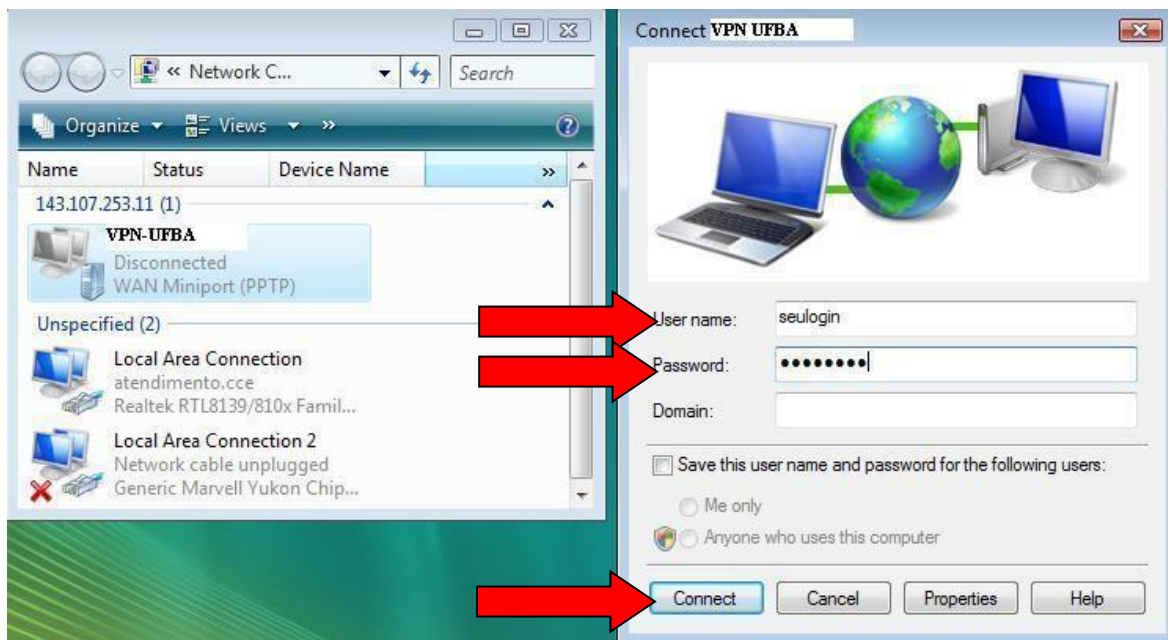 « Network C...
Search
Organize
Views
»
Name Status Device Name »
143.107.253.11 (1)
VPN-UFBA
Disconnected
WAN Miniport (PPTP)
Unspecified (2)
Local Area Connection
atendimento.cce
Realtek RTL8139/810x Famil...
Local Area Connection 2
Network cable unplugged
Generic Marvell Yukon Chip...
Connect VPN UFBA
User name: seulogin
Password: ••••••••
Domain:
Save this user name and password for the following users:
Me only
Anyone who uses this computer
Connect Cancel Properties Help